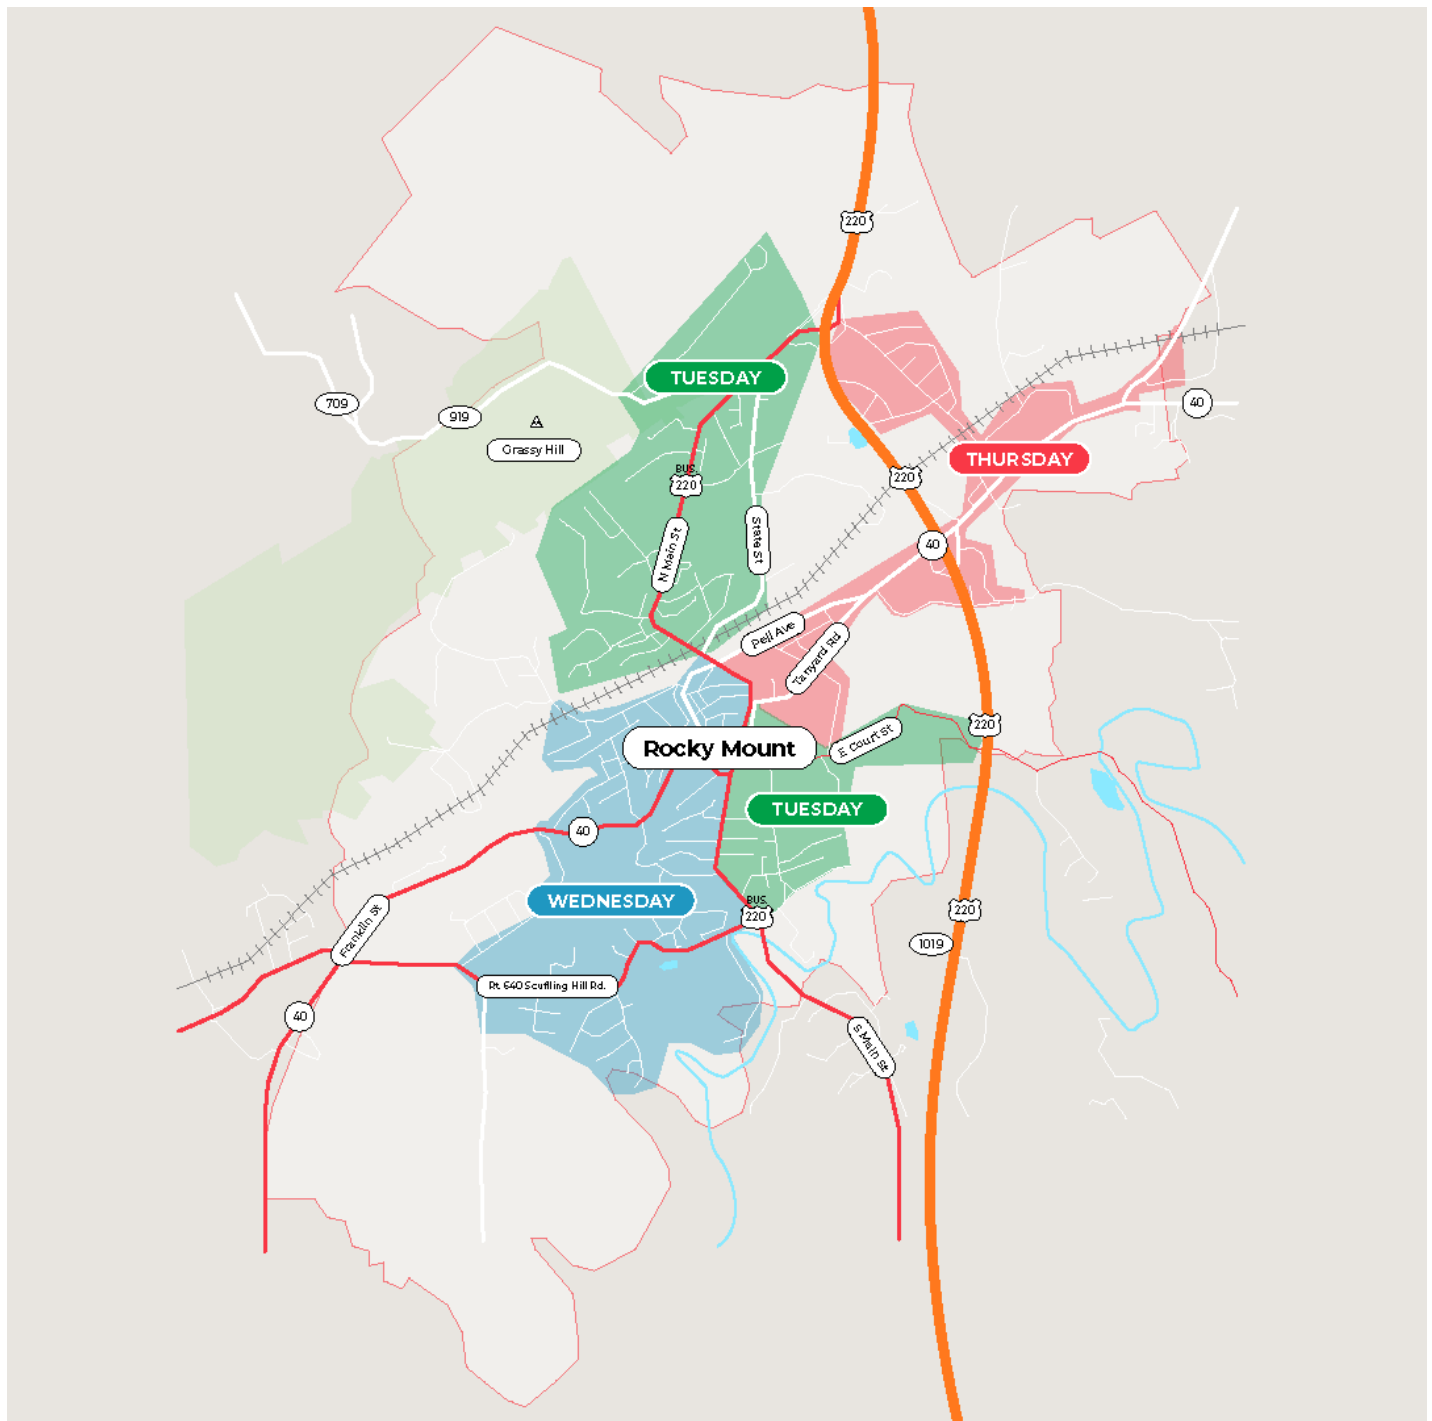 220
TUESDAY
709
919
40
Grassy Hill
THURSDAY
BUS.
220
220
State St
N Main St
40
Pell Ave
Tanyard Rd
220
E Court St
Rocky Mount
TUESDAY
40
WEDNESDAY
BUS.
220
220
Franklin St
1019
Rt. 640 Scuffling Hill Rd.
40
S Main St